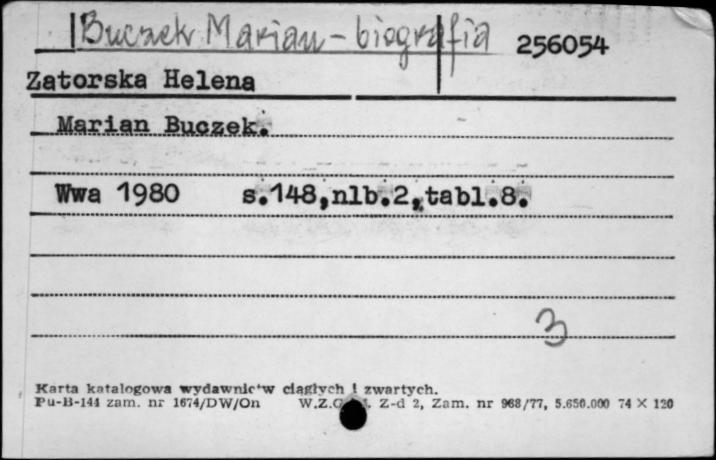 Buczek Marian - biografia 256054
Zatorska Helena
Marian Buczek.
Wwa 1980 s.148,nlb.2,tabl.8.
3
Karta katalogowa wydawnictw ciągłych i zwartych.
Pu-B-144 zam. nr 1674/DW/On W.Z.G. Z-d 2, Zam. nr 968/77, 5.650.000 74 × 120